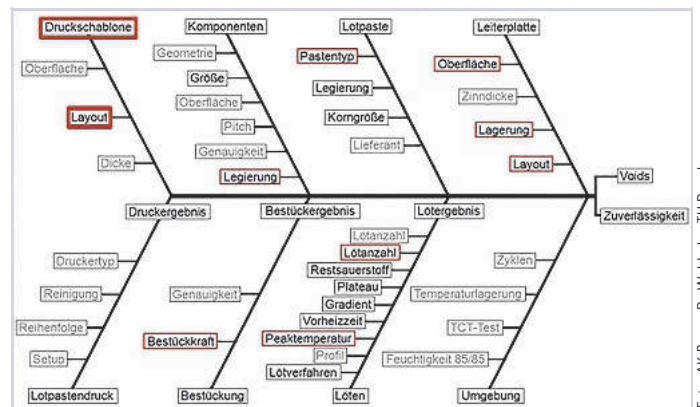 Druckschablone
Komponenten
Lotpaste
Leiterplatte
Oberfläche
Layout
Dicke
Geometrie
Größe
Oberfläche
Pitch
Genauigkeit
Legierung
Pastentyp
Legierung
Korngröße
Lieferant
Oberfläche
Zinndicke
Lagerung
Layout
Voids
Zuverlässigkeit
Druckergebnis
Bestückergebnis
Lötergebnis
Druckertyp
Reinigung
Reihenfolge
Setup
Genauigkeit
Bestückkraft
Lötanzahl
Lötanzahl
Restsauerstoff
Plateau
Gradient
Vorheizzeit
Peaktemperatur
Profil
Lötverfahren
Zyklen
Temperaturlagerung
TCT-Test
Feuchtigkeit 85/85
Lotpastendruck
Bestückung
Löten
Umgebung